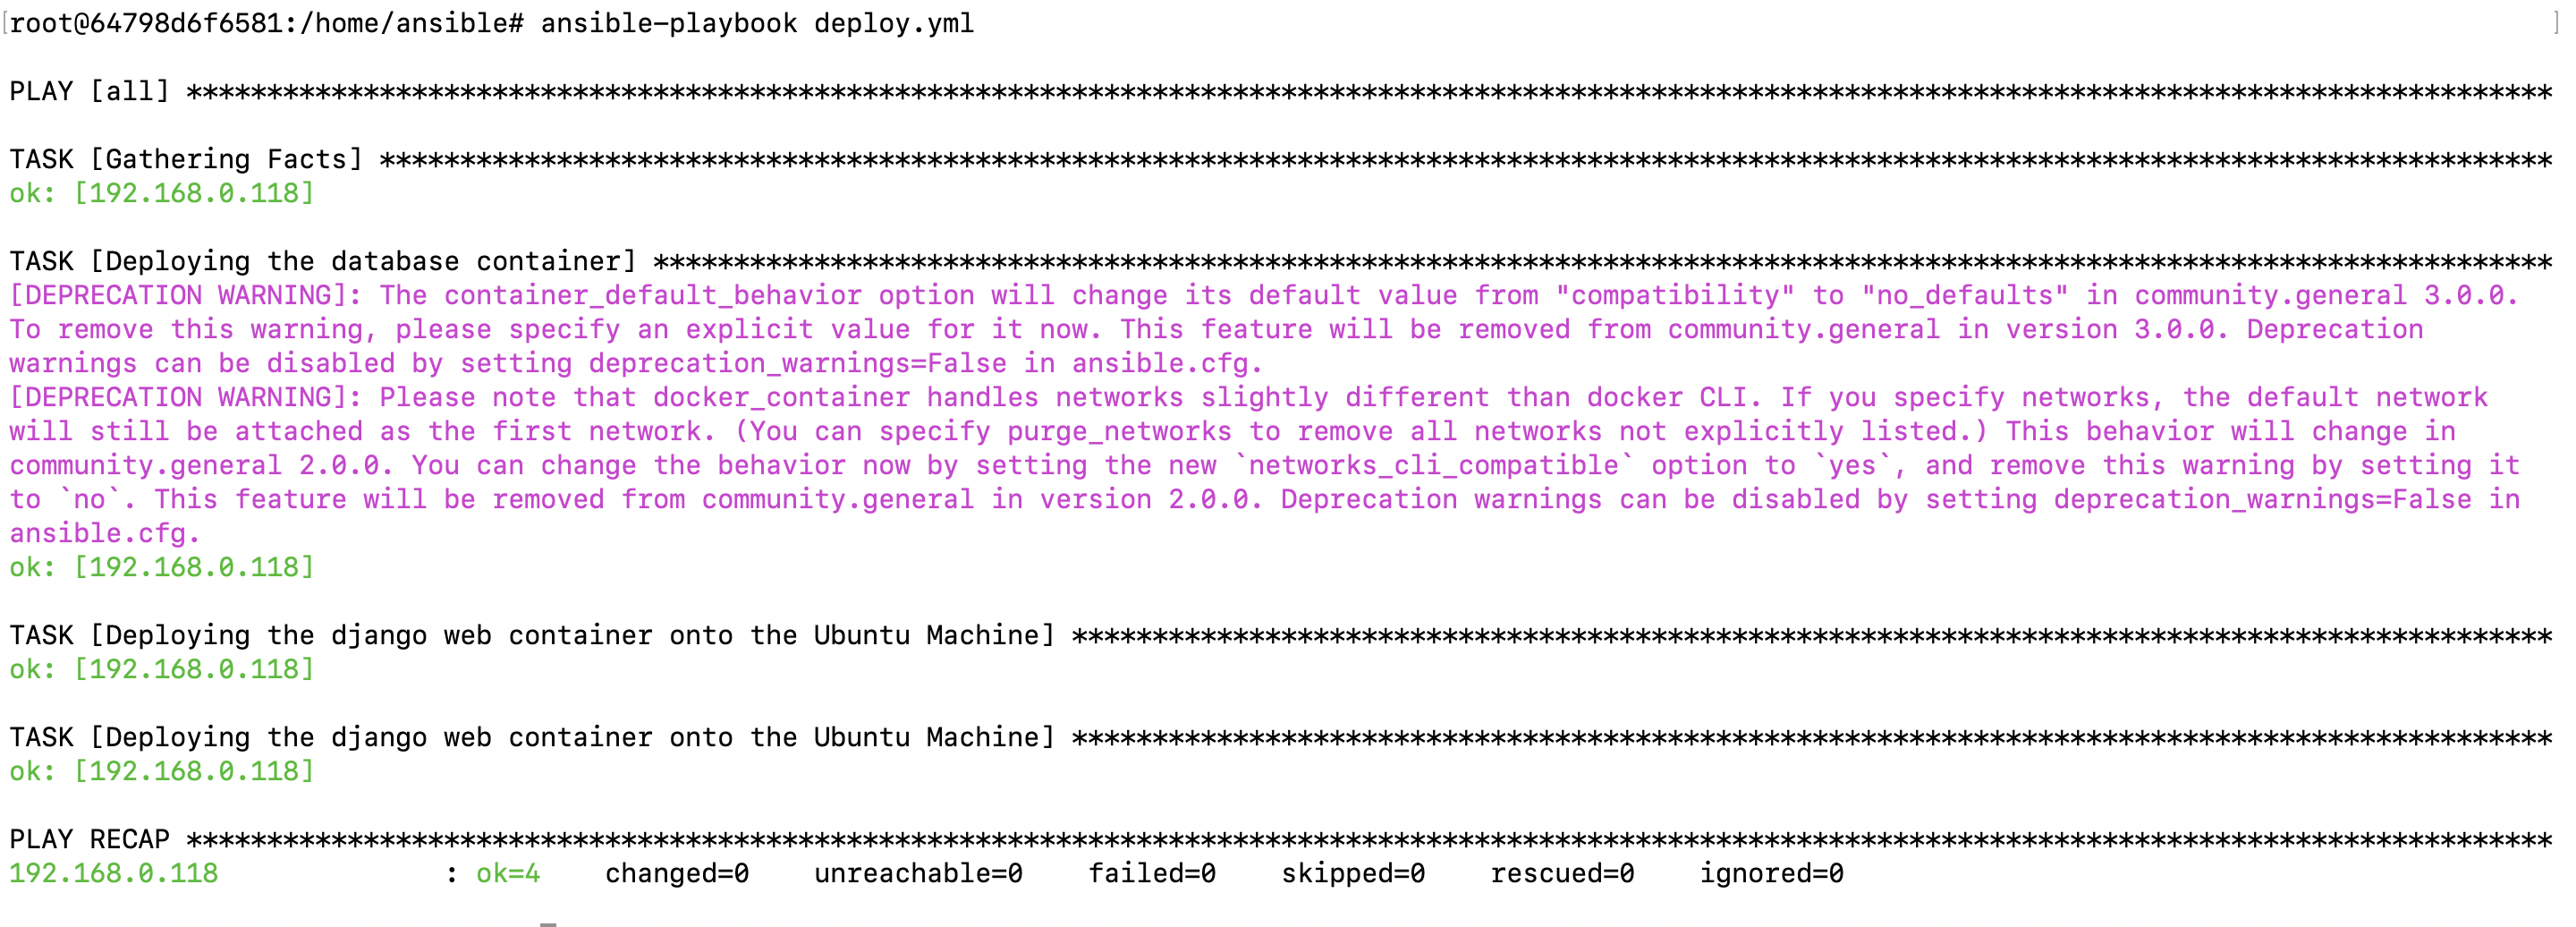 [root@64798d6f6581:/home/ansible# ansible-playbook deploy.yml ]
PLAY [all] ***************************************************************************************************************************************************
TASK [Gathering Facts] ***************************************************************************************************************************************
ok: [192.168.0.118]
TASK [Deploying the database container] **********************************************************************************************************************
[DEPRECATION WARNING]: The container_default_behavior option will change its default value from "compatibility" to "no_defaults" in community.general 3.0.0.
To remove this warning, please specify an explicit value for it now. This feature will be removed from community.general in version 3.0.0. Deprecation
warnings can be disabled by setting deprecation_warnings=False in ansible.cfg.
[DEPRECATION WARNING]: Please note that docker_container handles networks slightly different than docker CLI. If you specify networks, the default network
will still be attached as the first network. (You can specify purge_networks to remove all networks not explicitly listed.) This behavior will change in
community.general 2.0.0. You can change the behavior now by setting the new `networks_cli_compatible` option to `yes`, and remove this warning by setting it
to `no`. This feature will be removed from community.general in version 2.0.0. Deprecation warnings can be disabled by setting deprecation_warnings=False in
ansible.cfg.
ok: [192.168.0.118]
TASK [Deploying the django web container onto the Ubuntu Machine] ********************************************************************************************
ok: [192.168.0.118]
TASK [Deploying the django web container onto the Ubuntu Machine] ********************************************************************************************
ok: [192.168.0.118]
PLAY RECAP ***************************************************************************************************************************************************
192.168.0.118 : ok=4 changed=0 unreachable=0 failed=0 skipped=0 rescued=0 ignored=0